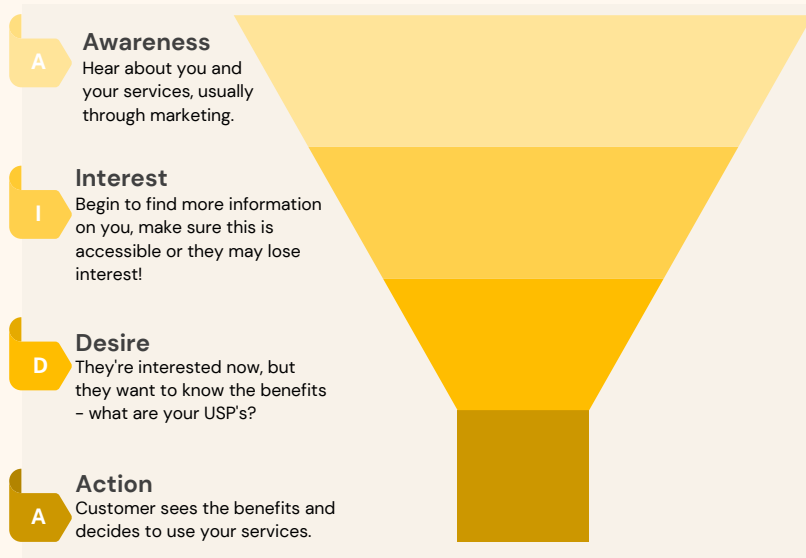 A
Awareness
Hear about you and
your services, usually
through marketing.
I
Interest
Begin to find more information
on you, make sure this is
accessible or they may lose
interest!
D
Desire
They're interested now, but
they want to know the benefits
- what are your USP's?
A
Action
Customer sees the benefits and
decides to use your services.